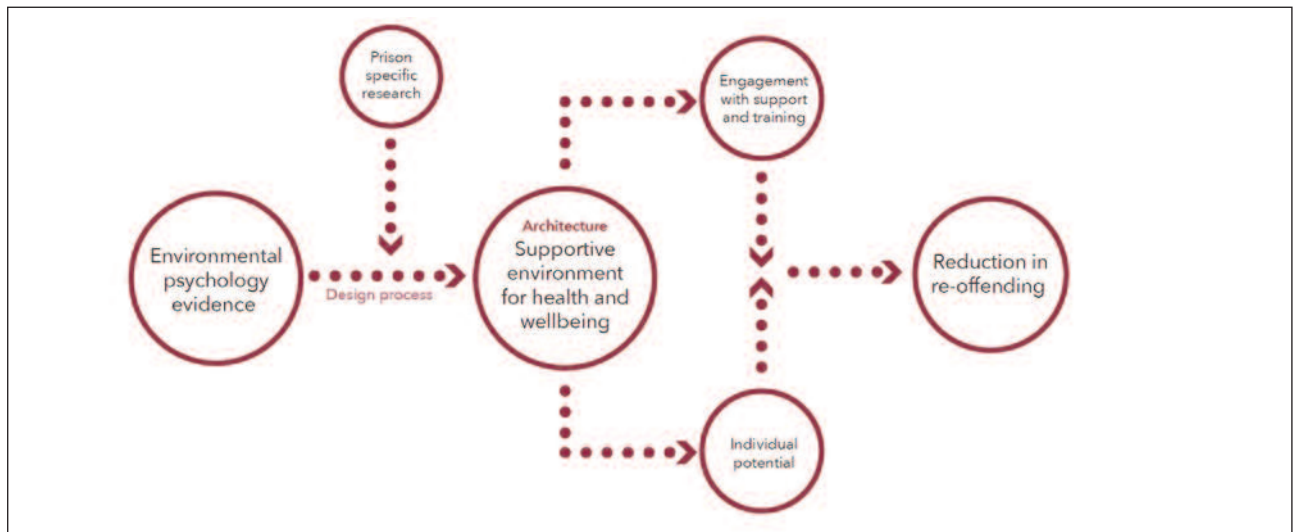 Prison
specific
research
Engagement
with support
and training
Environmental
psychology
evidence
Design process
Architecture
Supportive
environment
for health and
wellbeing
Reduction in
re-offending
Individual
potential